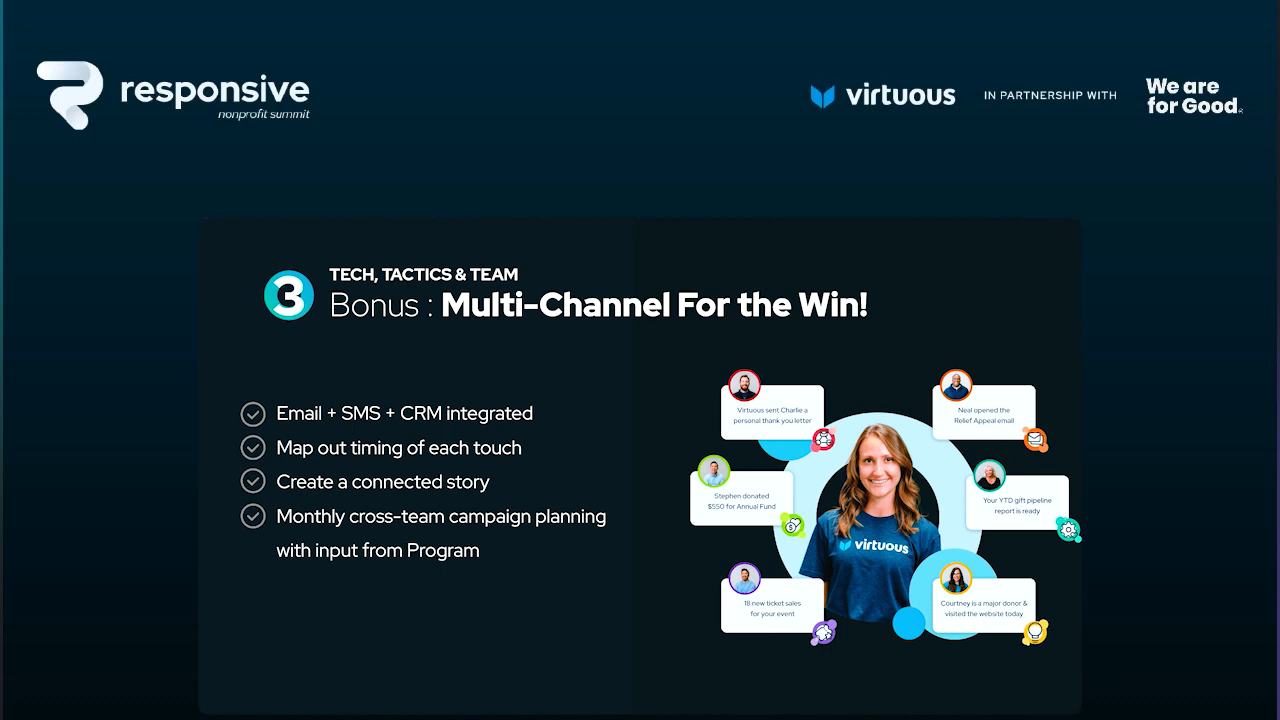 responsive
nonprofit summit
virtuous
IN PARTNERSHIP WITH
We are
for Good.
3
TECH, TACTICS & TEAM
Bonus : Multi-Channel For the Win!
Email + SMS + CRM integrated
Map out timing of each touch
Create a connected story
Monthly cross-team campaign planning
with input from Program
Virtuous sent Charlie a
personal thank you letter
Neal opened the
Relief Appeal email
Stephen donated
$550 for Annual Fund
Your YTD gift pipeline
report is ready
virtuous
18 new ticket sales
for your event
Courtney is a major donor &
visited the website today